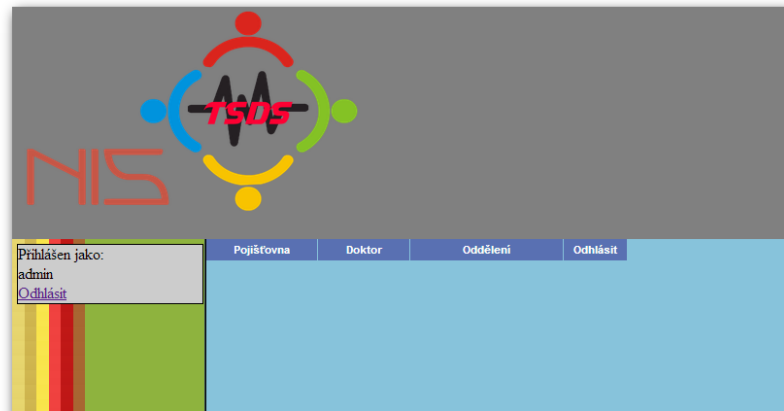 TSDS
NIS
Přihlášen jako:
admin
Odhlásit
Pojišťovna Doktor Oddělení Odhlásit